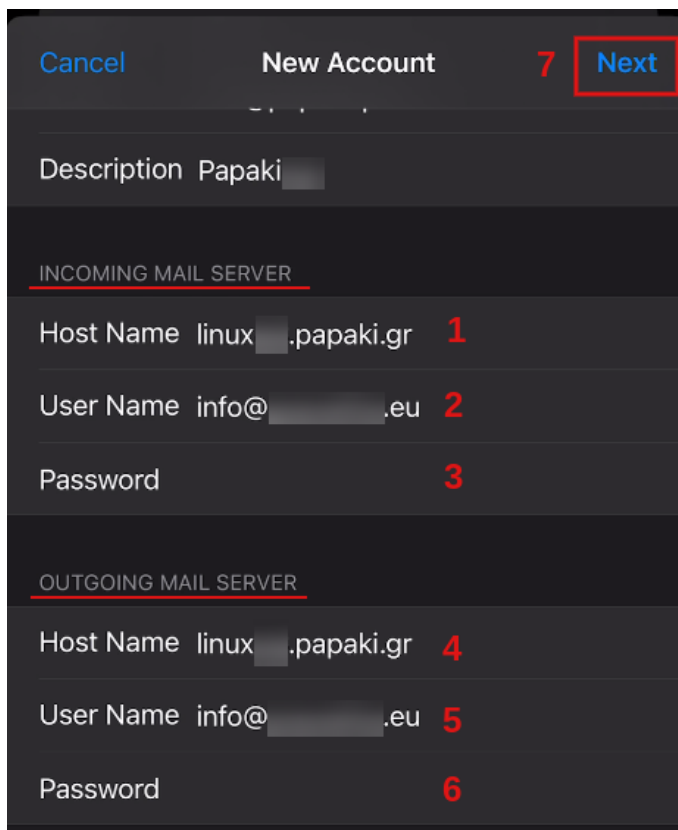 Cancel New Account 7 Next
Description Papaki
INCOMING MAIL SERVER
Host Name linux .papaki.gr 1
User Name info@ .eu 2
Password 3
OUTGOING MAIL SERVER
Host Name linux .papaki.gr 4
User Name info@ .eu 5
Password 6